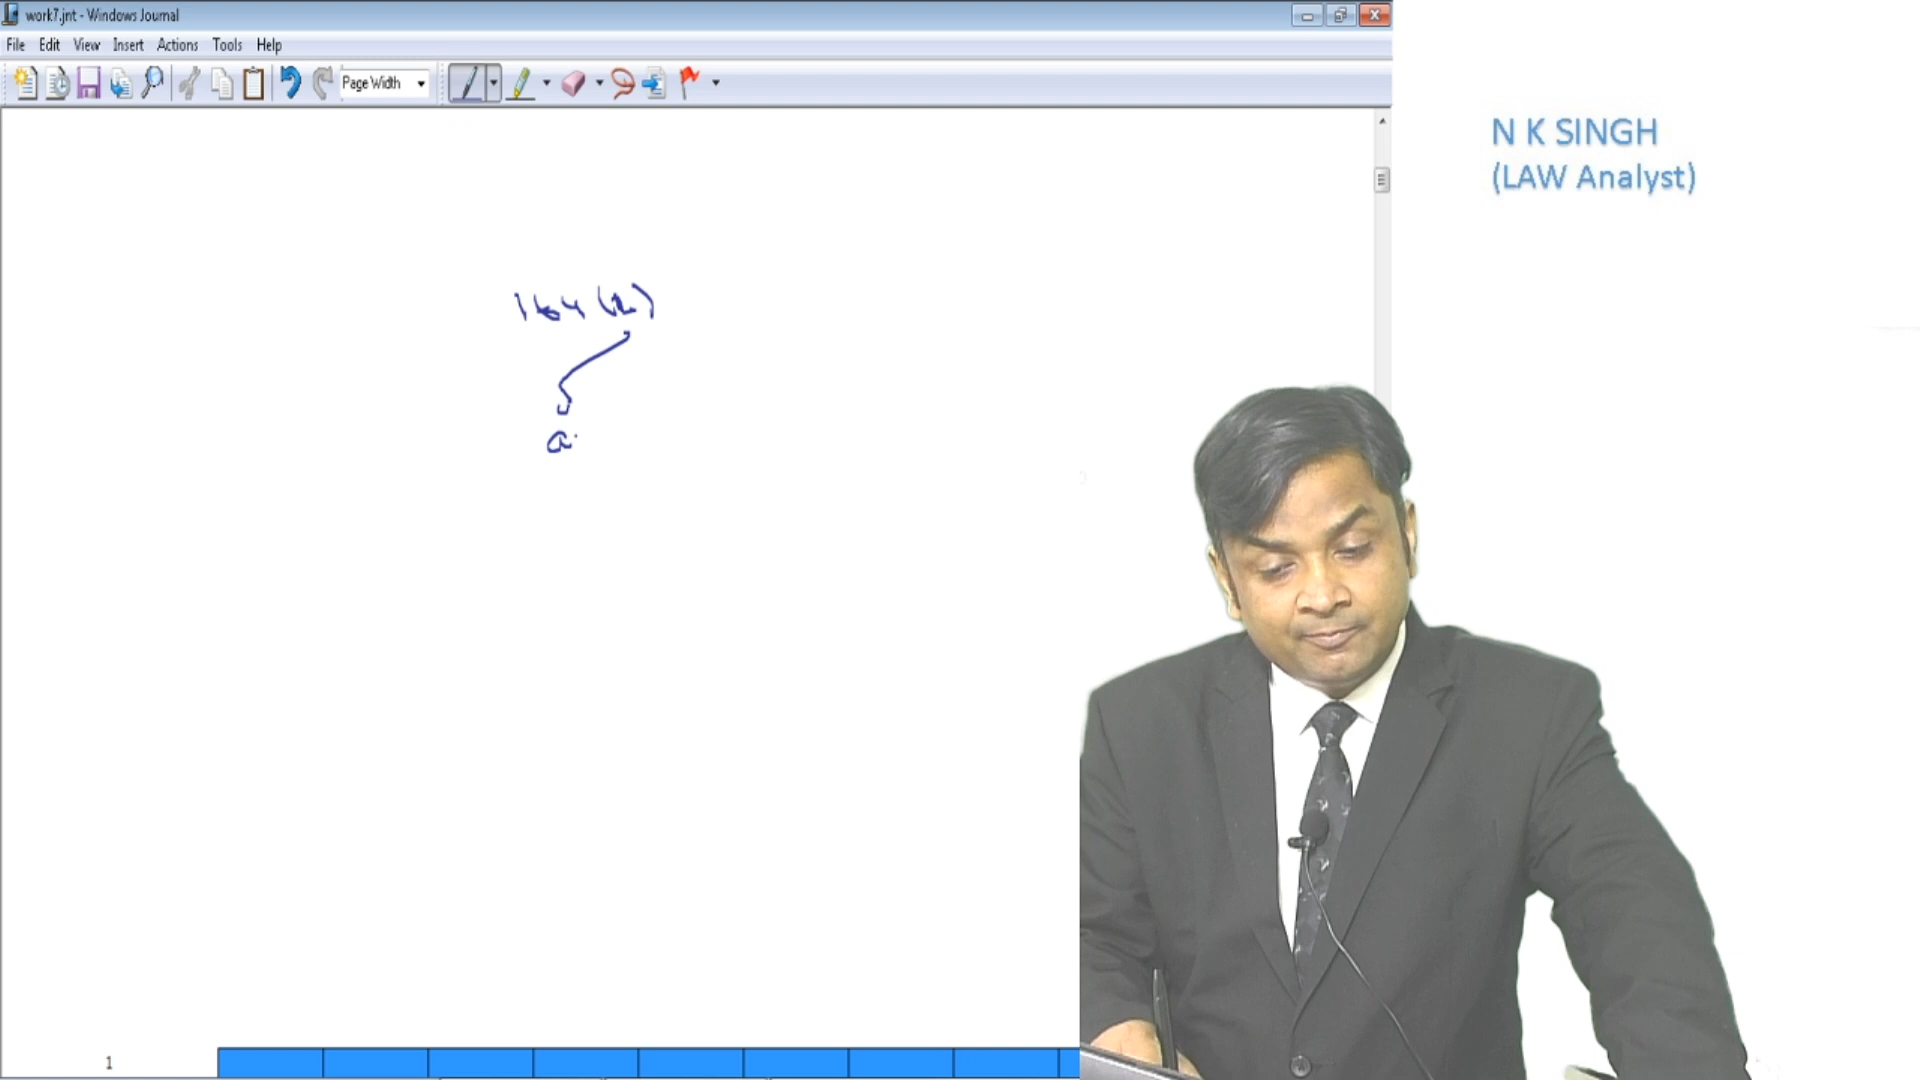 work7.jnt - Windows Journal
File Edit View Insert Actions Tools Help
Page Width
N K SINGH
(LAW Analyst)
164 (2)
a
1